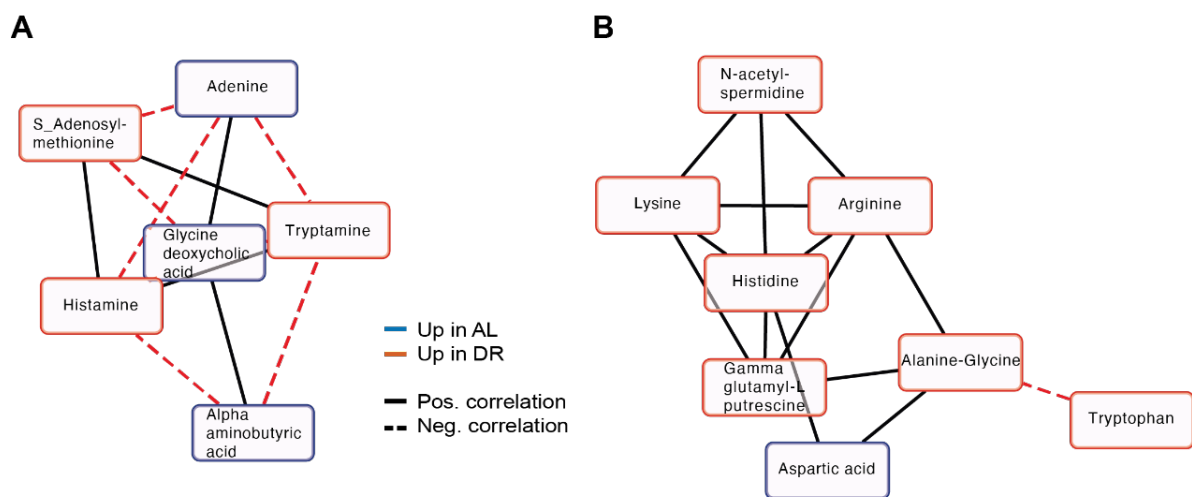 A
Adenine
S_Adenosyl-
methionine
Tryptamine
Glycine
deoxycholic
acid
Histamine
Alpha
aminobutyric
acid
Up in AL
Up in DR
Pos. correlation
Neg. correlation
B
N-acetyl-
spermidine
Lysine
Arginine
Histidine
Alanine-Glycine
Gamma
glutamyl-L
putrescine
Tryptophan
Aspartic acid